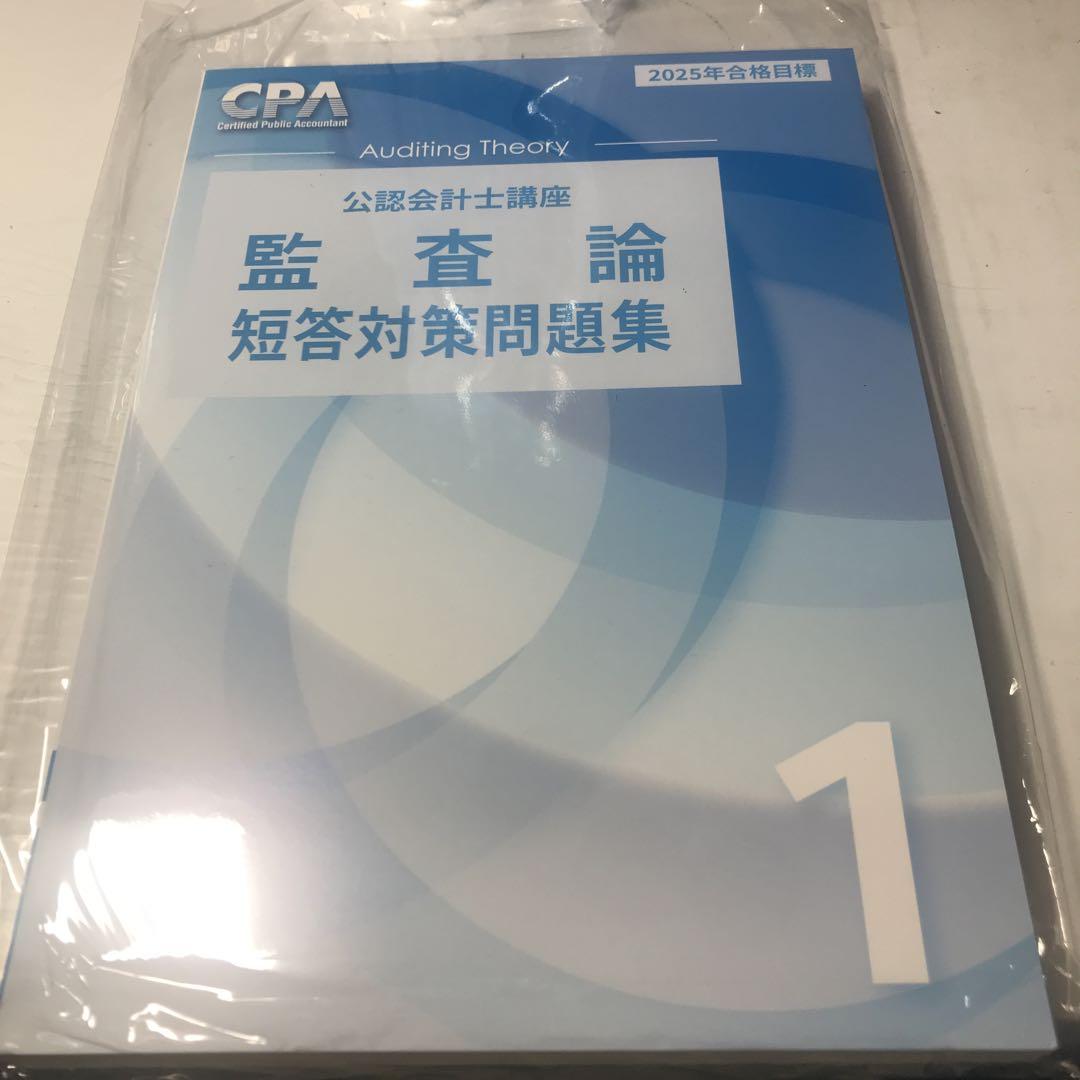 2025年合格目標
CPA
Certified Public Accountant
Auditing Theory
公認会計士講座
監査論
短答対策問題集
1